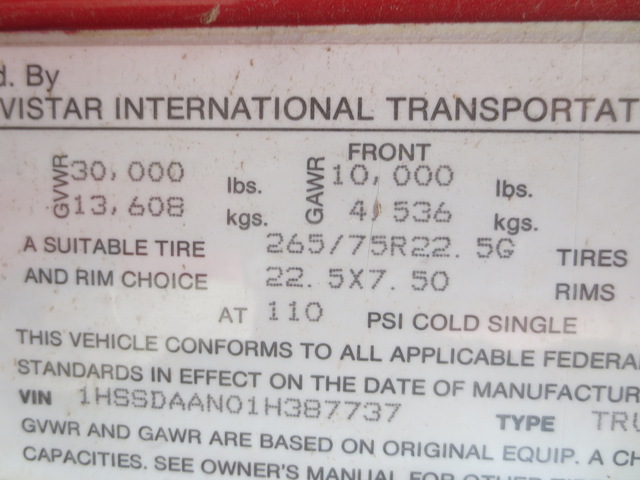 d. By
VISTAR INTERNATIONAL TRANSPORTAT
FRONT
GVWR 30,000 lbs. GAWR 10,000 lbs.
13,608 kgs. 4,536 kgs.
A SUITABLE TIRE 265/75R22.5G TIRES
AND RIM CHOICE 22.5X7.50 RIMS
AT 110 PSI COLD SINGLE
THIS VEHICLE CONFORMS TO ALL APPLICABLE FEDERA
STANDARDS IN EFFECT ON THE DATE OF MANUFACTUR
VIN 1HSSDAAN01H387737 TYPE TRU
GVWR AND GAWR ARE BASED ON ORIGINAL EQUIP. A CH
CAPACITIES. SEE OWNER'S MANUAL FOR OTHER